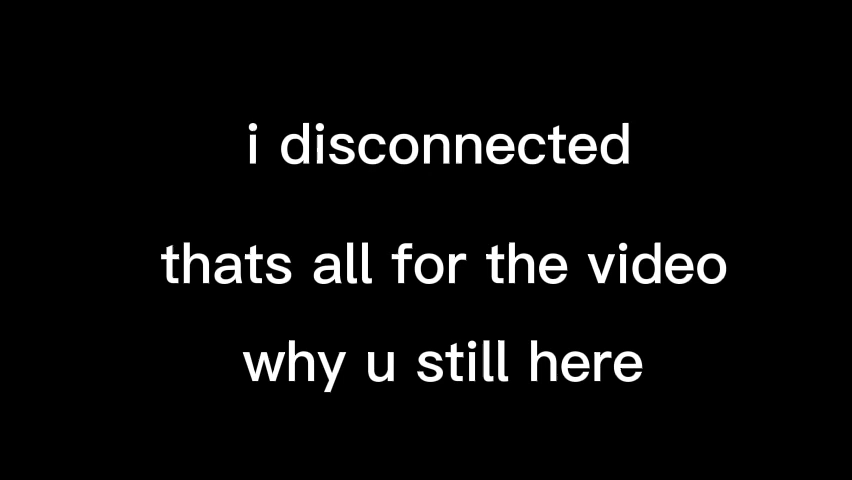 i disconnected
thats all for the video
why u still here